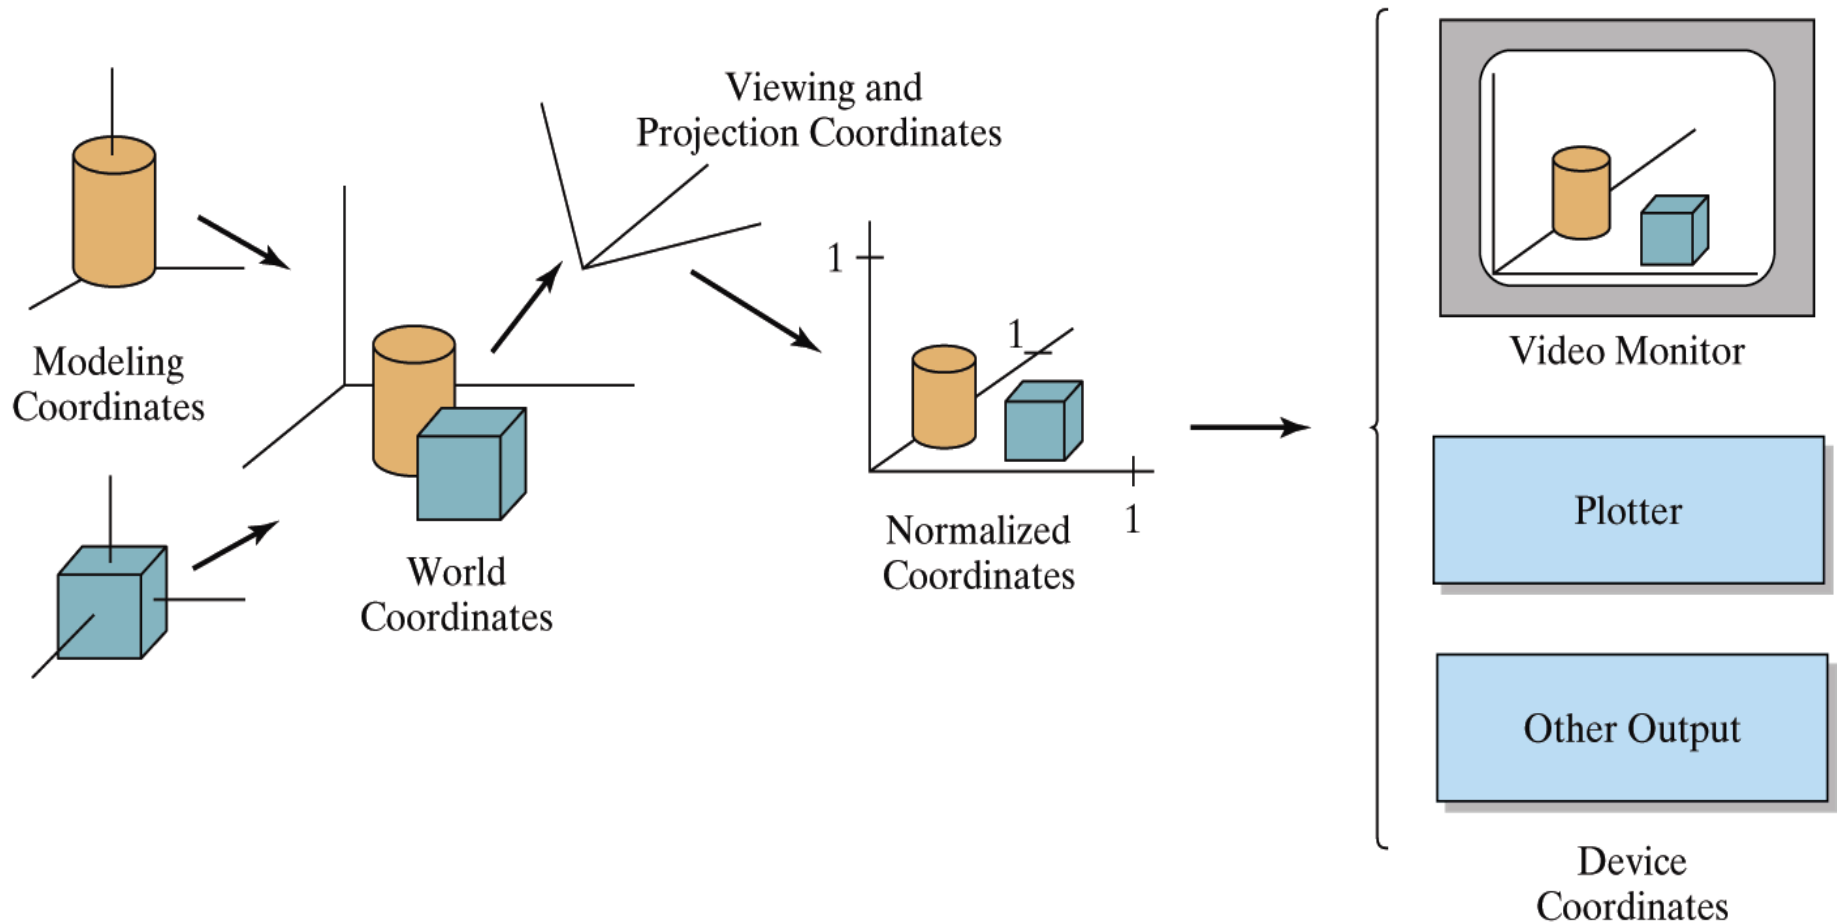 Modeling
Coordinates
World
Coordinates
Viewing and
Projection Coordinates
1
1
1
Normalized
Coordinates
Video Monitor
Plotter
Other Output
Device
Coordinates